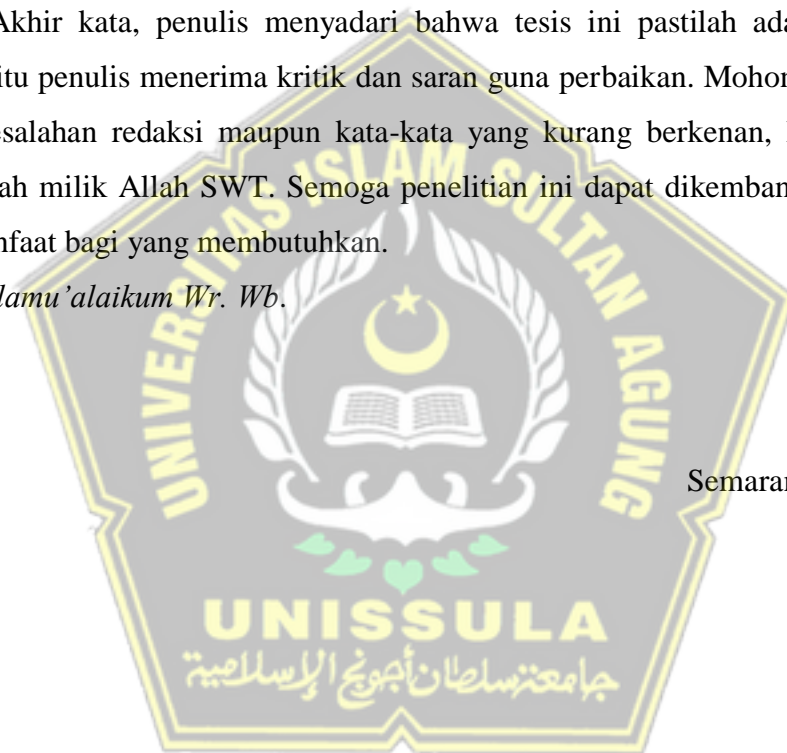 Akhir kata, penulis menyadari bahwa tesis ini pastilah ada
itu penulis menerima kritik dan saran guna perbaikan. Mohon
esalahan redaksi maupun kata-kata yang kurang berkenan,
ah milik Allah SWT. Semoga penelitian ini dapat dikemban
nfaat bagi yang membutuhkan.
lamu’alaikum Wr. Wb.
UNIVERSITAS ISLAM SULTAN AGUNG
Semaran
UNISSULA
جامعة سلطان أجونج الإسلامية